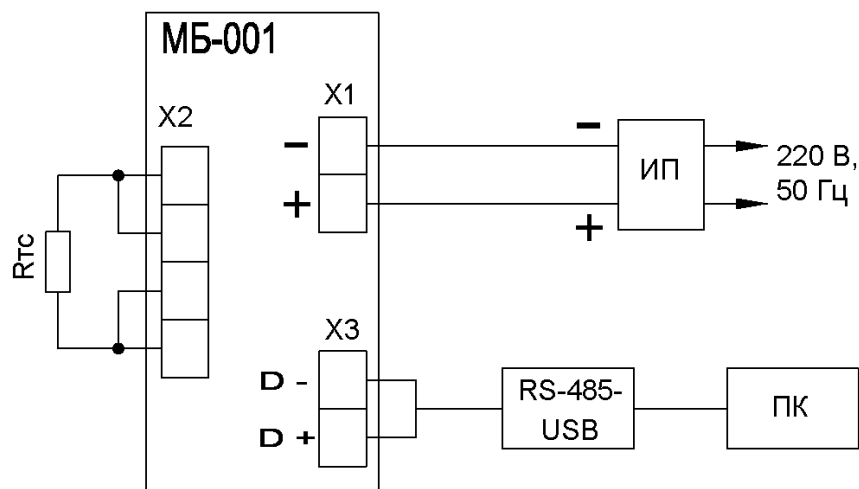 МБ-001
X2
X1
-
+
-
+
ИП
220 В,
50 Гц
Rтс
X3
D -
D +
RS-485-
USB
ПК